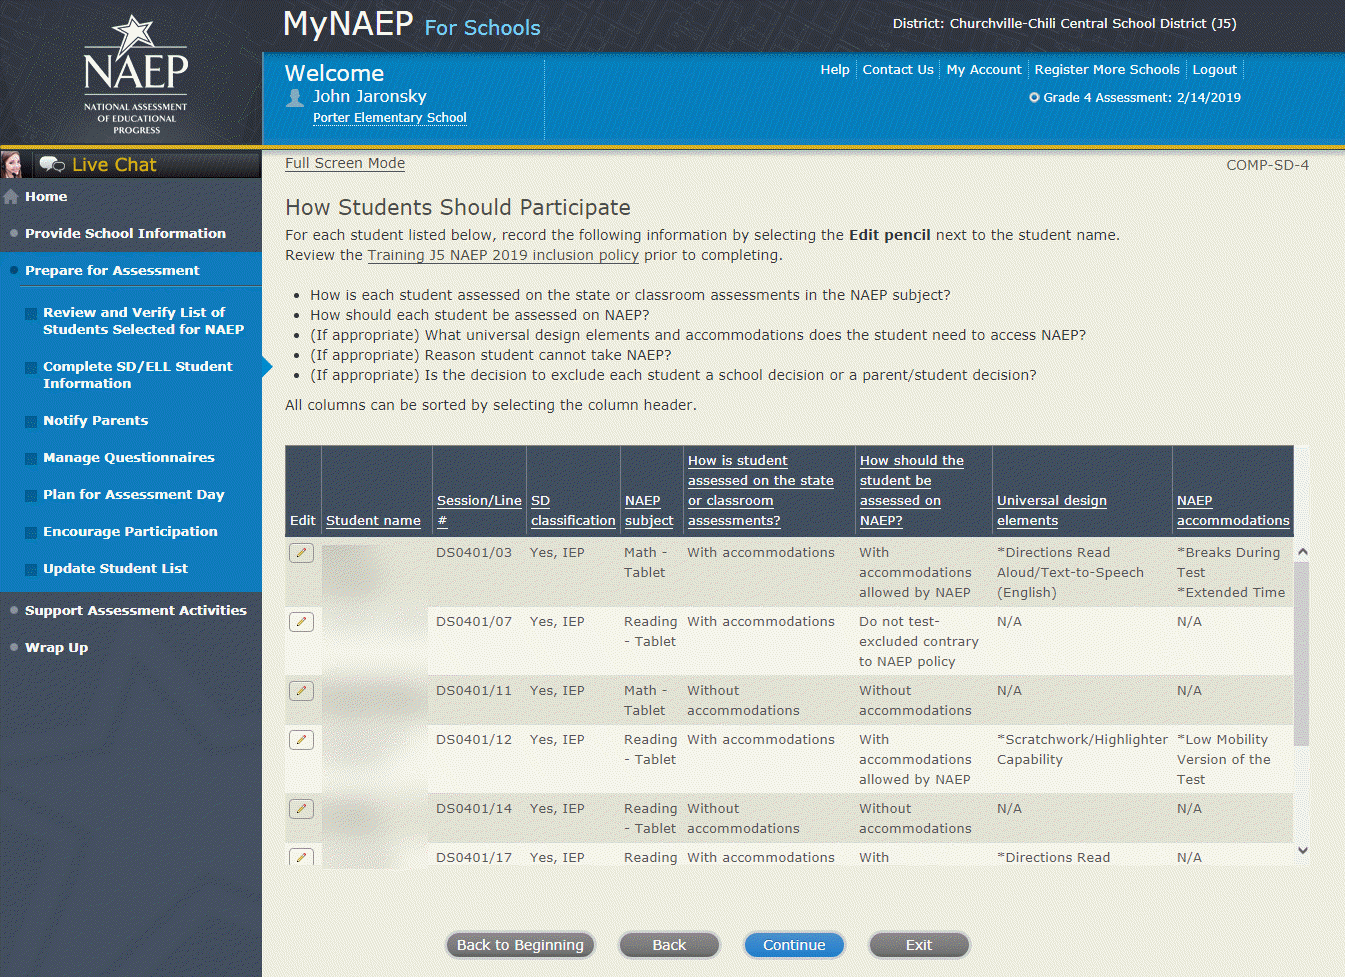 MyNAEP For Schools
District: Churchville-Chili Central School District (J5)
NAEP
NATIONAL ASSESSMENT
OF EDUCATIONAL
PROGRESS
Welcome
John Jaronsky
Porter Elementary School
Help
Contact Us
My Account
Register More Schools
Logout
Grade 4 Assessment: 2/14/2019
Live Chat
Home
Provide School Information
Prepare for Assessment
Review and Verify List of
Students Selected for NAEP
Complete SD/ELL Student
Information
Notify Parents
Manage Questionnaires
Plan for Assessment Day
Encourage Participation
Update Student List
Support Assessment Activities
Wrap Up
Full Screen Mode
COMP-SD-4
How Students Should Participate
For each student listed below, record the following information by selecting the Edit pencil next to the student name.
Review the Training J5 NAEP 2019 inclusion policy prior to completing.
• How is each student assessed on the state or classroom assessments in the NAEP subject?
• How should each student be assessed on NAEP?
• (If appropriate) What universal design elements and accommodations does the student need to access NAEP?
• (If appropriate) Reason student cannot take NAEP?
• (If appropriate) Is the decision to exclude each student a school decision or a parent/student decision?
All columns can be sorted by selecting the column header.
Edit
Student name
Session/Line
#
SD
classification
NAEP
subject
How is student
assessed on the state
or classroom
assessments?
How should the
student be
assessed on
NAEP?
Universal design
elements
NAEP
accommodations
DS0401/03
Yes, IEP
Math -
Tablet
With accommodations
With
accommodations
allowed by NAEP
*Directions Read
Aloud/Text-to-Speech
(English)
*Breaks During
Test
*Extended Time
DS0401/07
Yes, IEP
Reading
- Tablet
With accommodations
Do not test-
excluded contrary
to NAEP policy
N/A
N/A
DS0401/11
Yes, IEP
Math -
Tablet
Without
accommodations
Without
accommodations
N/A
N/A
DS0401/12
Yes, IEP
Reading
- Tablet
With accommodations
With
accommodations
allowed by NAEP
*Scratchwork/Highlighter
Capability
*Low Mobility
Version of the
Test
DS0401/14
Yes, IEP
Reading
- Tablet
Without
accommodations
Without
accommodations
N/A
N/A
DS0401/17
Yes, IEP
Reading
With accommodations
With
*Directions Read
N/A
Back to Beginning
Back
Continue
Exit